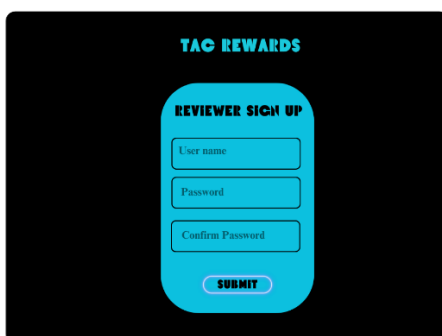 TAC REWARDS
REVIEWER SIGN UP
User name
Password
Confirm Password
SUBMIT